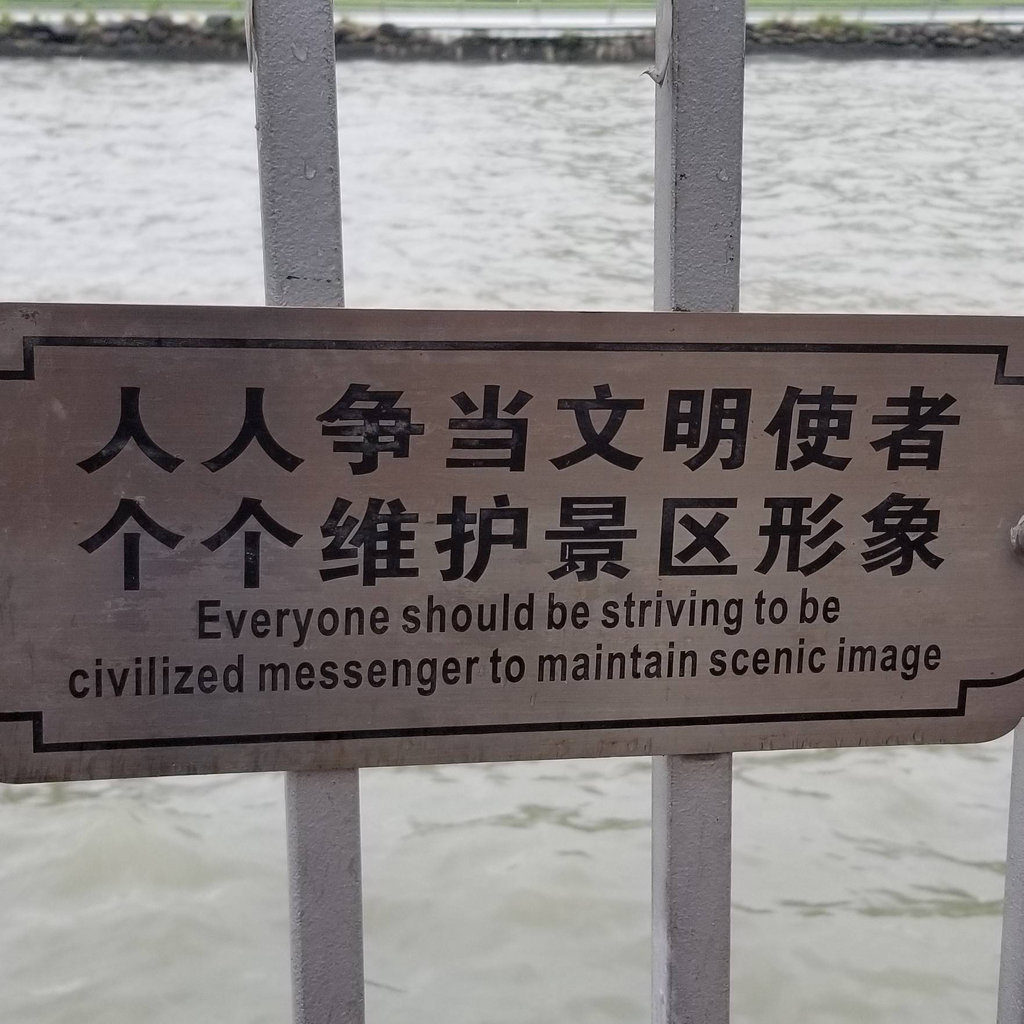 人人争当文明使者
个个维护景区形象
Everyone should be striving to be
civilized messenger to maintain scenic image